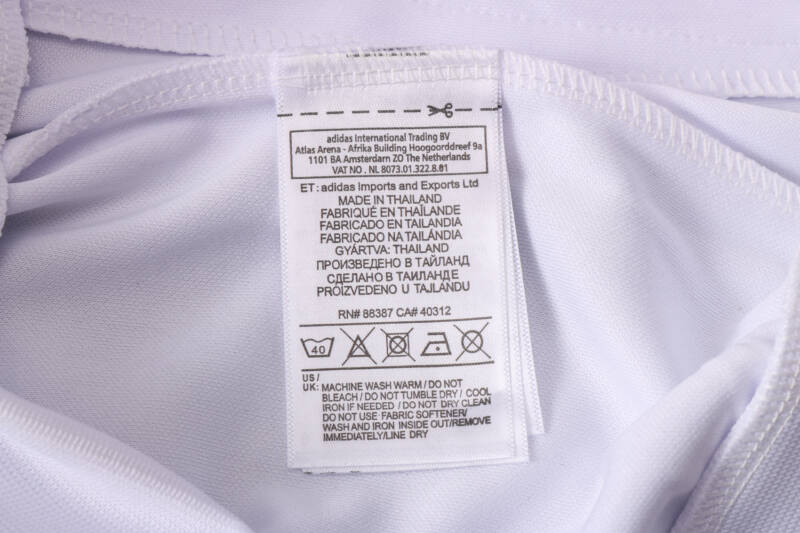 adidas International Trading BV
Atlas Arena - Afrika Building Hoogoorddreef 9a
1101 BA Amsterdam ZO The Netherlands
VAT NO . NL 8073.01.322.8.01
ET : adidas Imports and Exports Ltd
MADE IN THAILAND
FABRIQUÉ EN THAÏLANDE
FABRICADO EN TAILANDIA
FABRICADO NA TAILÂNDIA
GYÁRTVA: THAILAND
ПРОИЗВЕДЕНО В ТАЙЛАНД
СДЕЛАНО В ТАИЛАНДЕ
PROIZVEDENO U TAJLANDU
RN# 88387 CA# 40312
40
US /
UK: MACHINE WASH WARM / DO NOT
BLEACH / DO NOT TUMBLE DRY / COOL
IRON IF NEEDED / DO NOT DRY CLEAN
DO NOT USE FABRIC SOFTENER/
WASH AND IRON INSIDE OUT/REMOVE
IMMEDIATELY/LINE DRY